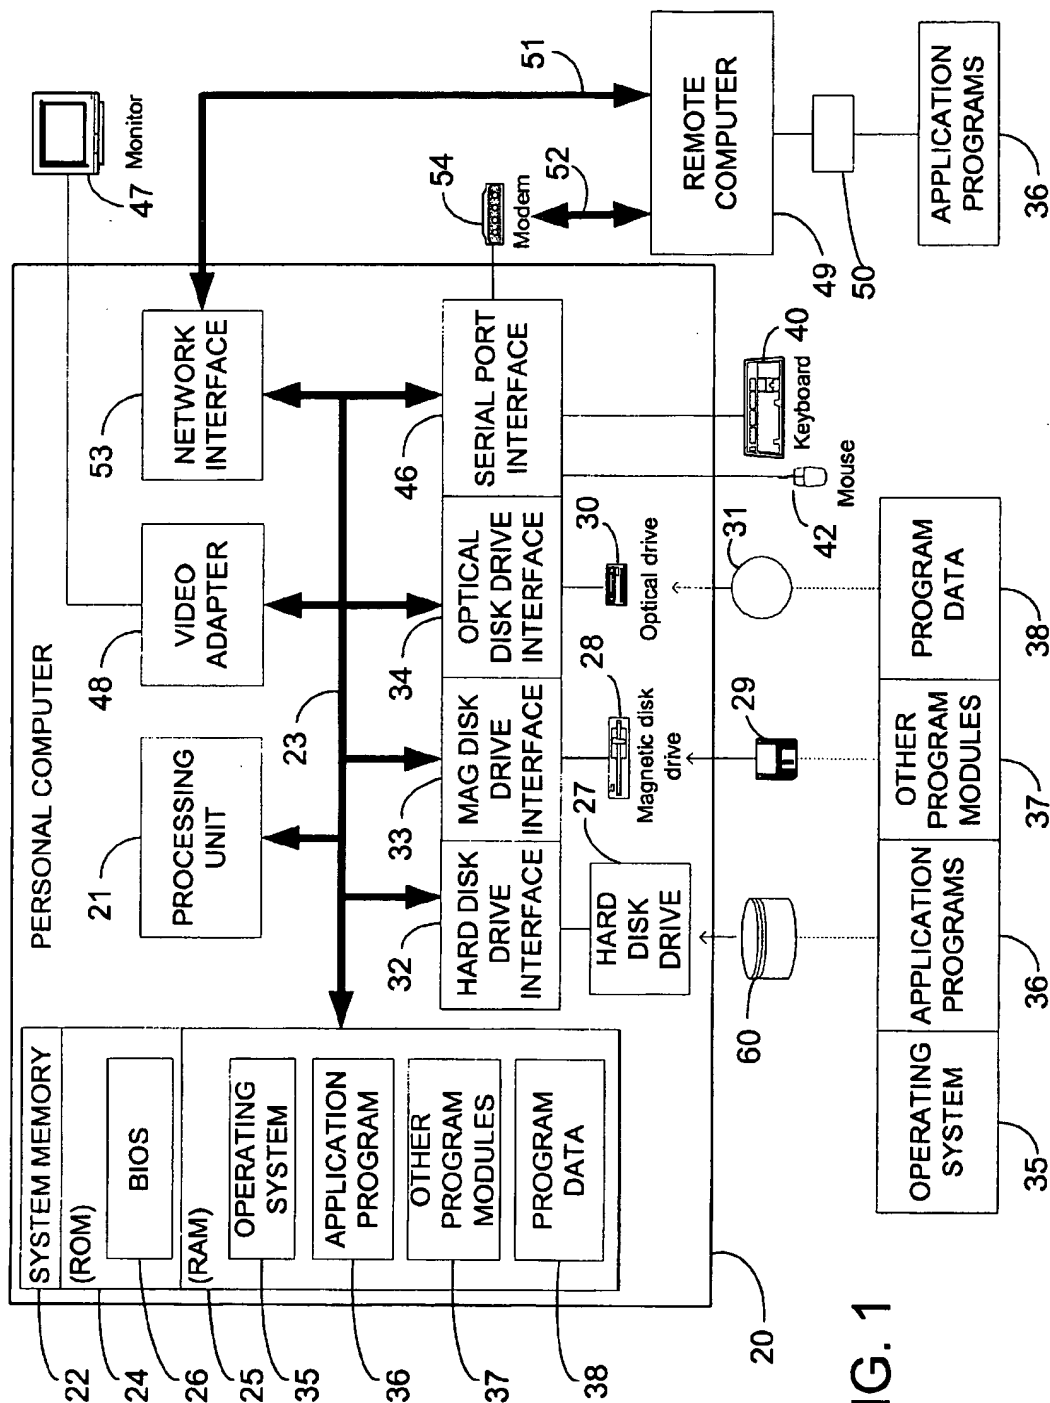 PERSONAL COMPUTER
47
Monitor
SYSTEM MEMORY
22
(ROM)
24
BIOS
26
(RAM)
25
OPERATING
SYSTEM
35
APPLICATION
PROGRAM
36
OTHER
PROGRAM
MODULES
37
PROGRAM
DATA
38
21
PROCESSING
UNIT
48
VIDEO
ADAPTER
53
NETWORK
INTERFACE
23
32
HARD DISK
DRIVE
INTERFACE
33
MAG DISK
DRIVE
INTERFACE
34
OPTICAL
DISK DRIVE
INTERFACE
46
SERIAL PORT
INTERFACE
54
Modem
52
51
27
HARD
DISK
DRIVE
28
Magnetic disk
drive
30
Optical drive
42
Mouse
40
Keyboard
REMOTE
COMPUTER
49
50
APPLICATION
PROGRAMS
36
20
60
29
31
OPERATING
SYSTEM
35
APPLICATION
PROGRAMS
36
OTHER
PROGRAM
MODULES
37
PROGRAM
DATA
38
IG. 1